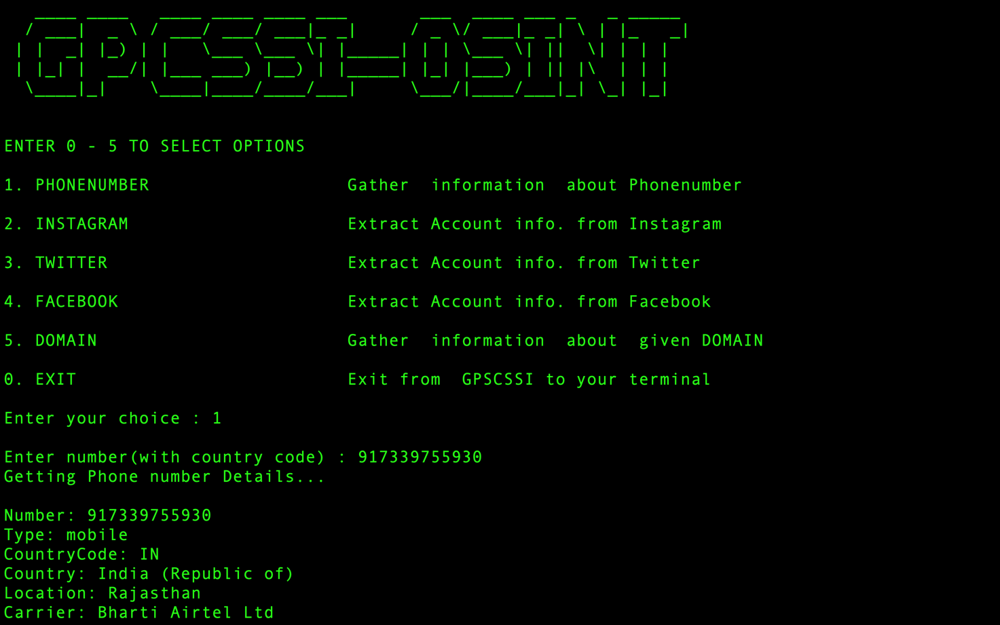 GPCSSI-OSINT
ENTER 0 - 5 TO SELECT OPTIONS
1. PHONENUMBER Gather information about Phonenumber
2. INSTAGRAM Extract Account info. from Instagram
3. TWITTER Extract Account info. from Twitter
4. FACEBOOK Extract Account info. from Facebook
5. DOMAIN Gather information about given DOMAIN
0. EXIT Exit from GPSCSSI to your terminal
Enter your choice : 1
Enter number(with country code) : 917339755930
Getting Phone number Details...
Number: 917339755930
Type: mobile
CountryCode: IN
Country: India (Republic of)
Location: Rajasthan
Carrier: Bharti Airtel Ltd